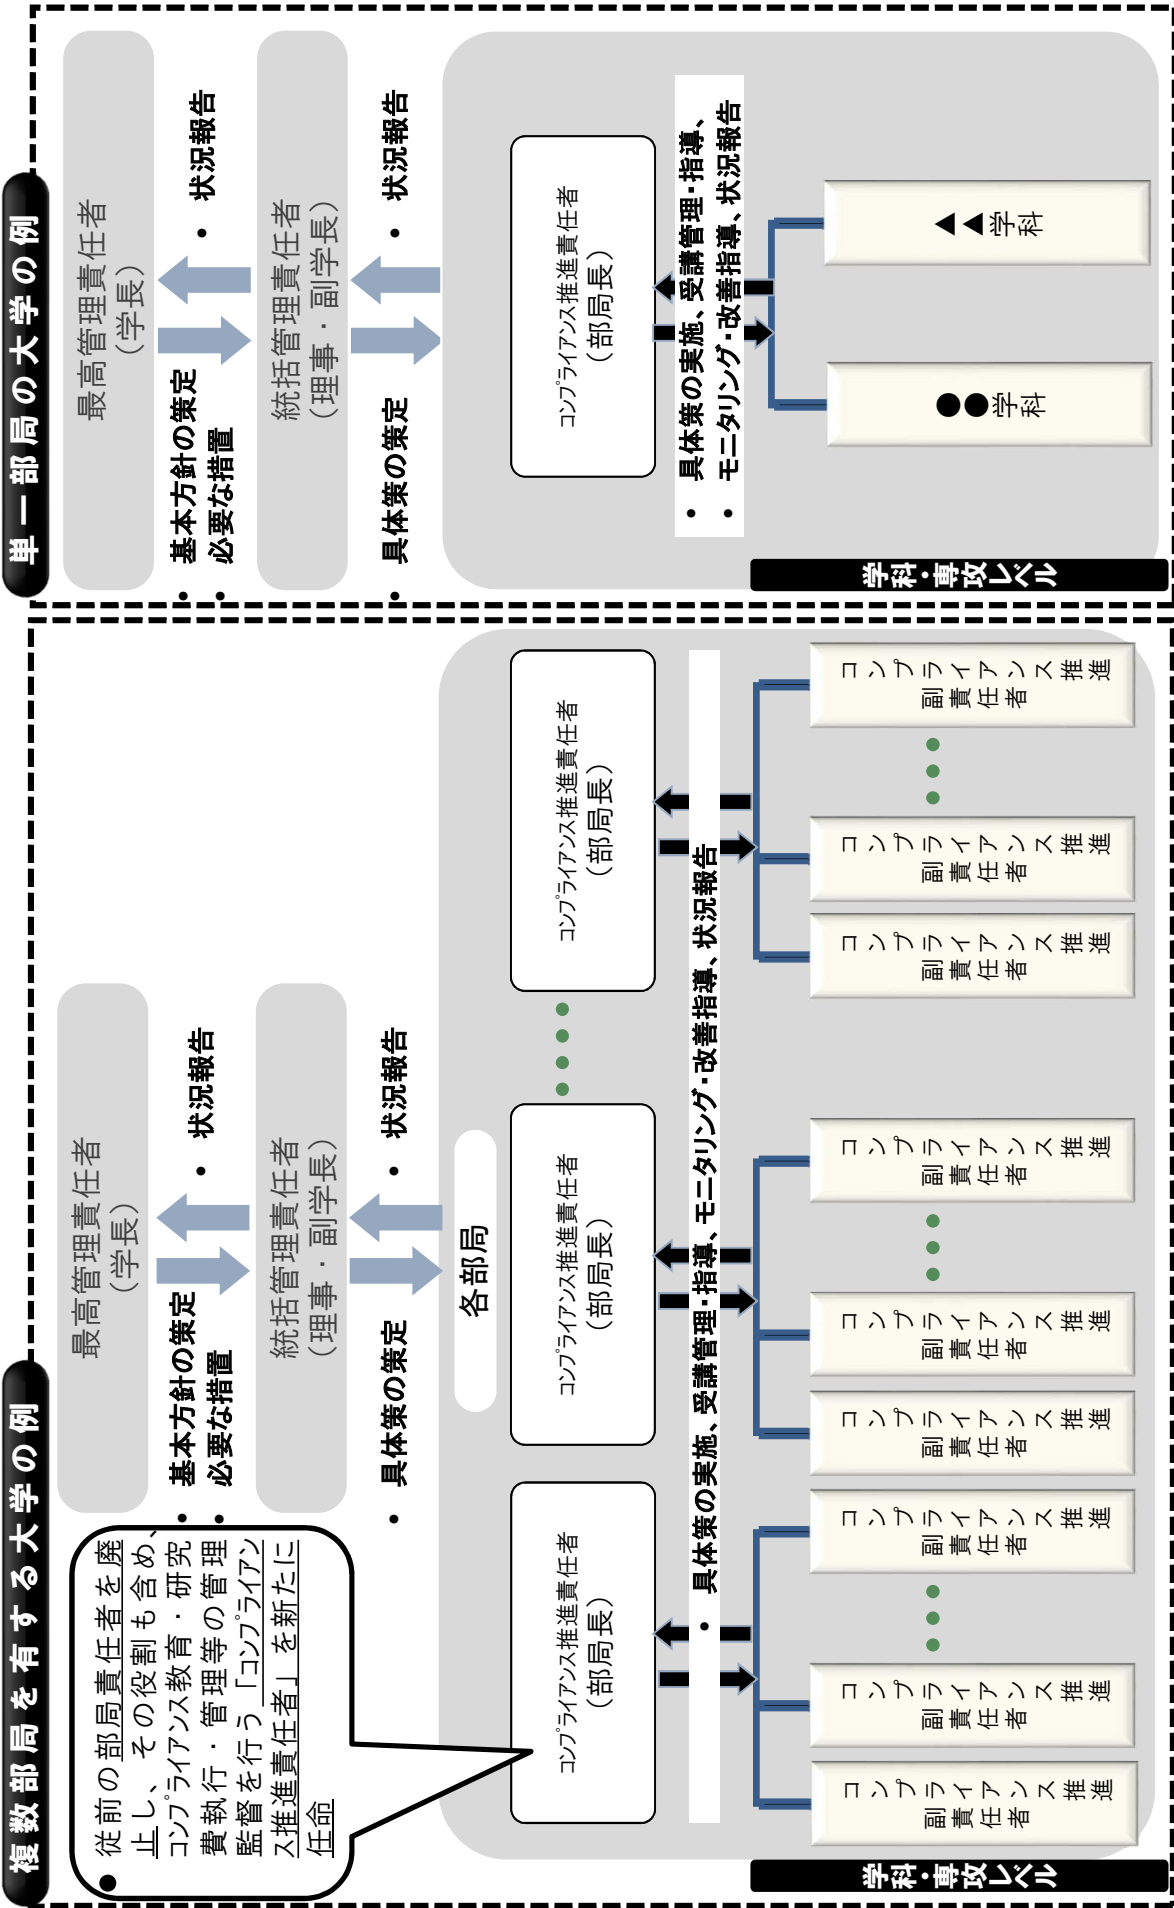 複数部局を有する大学の例
最高管理責任者
（学長）
• 基本方針の策定
• 必要な措置
• 状況報告
統括管理責任者
（理事・副学長）
• 具体策の策定
• 状況報告
● 従前の部局責任者を廃
止し、その役割も含め、
コンプライアンス教育・研究
費執行・管理等の管理
監督を行う「コンプライアン
ス推進責任者」を新たに
任命
各部局
コンプライアンス推進責任者
（部局長）
コンプライアンス推進責任者
（部局長）
コンプライアンス推進責任者
（部局長）
• 具体策の実施、受講管理・指導、モニタリング・改善指導、状況報告
学科・専攻レベル
コンプライアンス推進
副責任者
コンプライアンス推進
副責任者
コンプライアンス推進
副責任者
コンプライアンス推進
副責任者
コンプライアンス推進
副責任者
コンプライアンス推進
副責任者
コンプライアンス推進
副責任者
コンプライアンス推進
副責任者
コンプライアンス推進
副責任者
単一部局の大学の例
最高管理責任者
（学長）
• 基本方針の策定
• 必要な措置
• 状況報告
統括管理責任者
（理事・副学長）
• 具体策の策定
• 状況報告
コンプライアンス推進責任者
（部局長）
• 具体策の実施、受講管理・指導、
• モニタリング・改善指導、状況報告
学科・専攻レベル
●●学科
▲▲学科